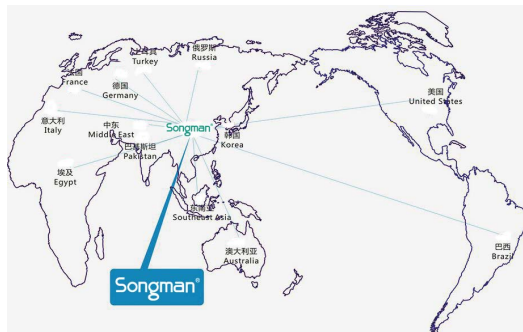 土耳其
Turkey
俄罗斯
Russia
法国
France
德国
Germany
美国
United States
意大利
Italy
中东
Middle East
Songman®
韩国
Korea
巴基斯坦
Pakistan
埃及
Egypt
东南亚
Southeast Asia
澳大利亚
Australia
巴西
Brazil
Songman®